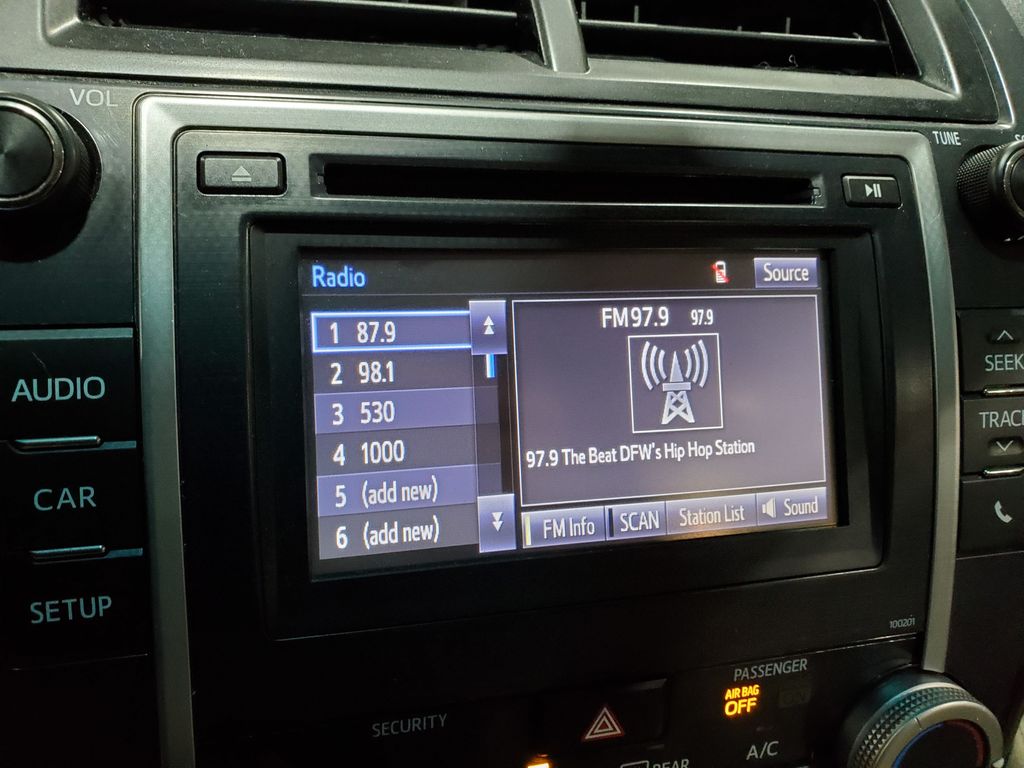 VOL
TUNE
Radio
Source
1 87.9
2 98.1
3 530
4 1000
5 (add new)
6 (add new)
FM97.9 97.9
97.9 The Beat DFW's Hip Hop Station
FM Info
SCAN
Station List
Sound
AUDIO
CAR
SETUP
SEEK
TRACK
100201
PASSENGER
AIR BAG
OFF
SECURITY
A/C
REAR